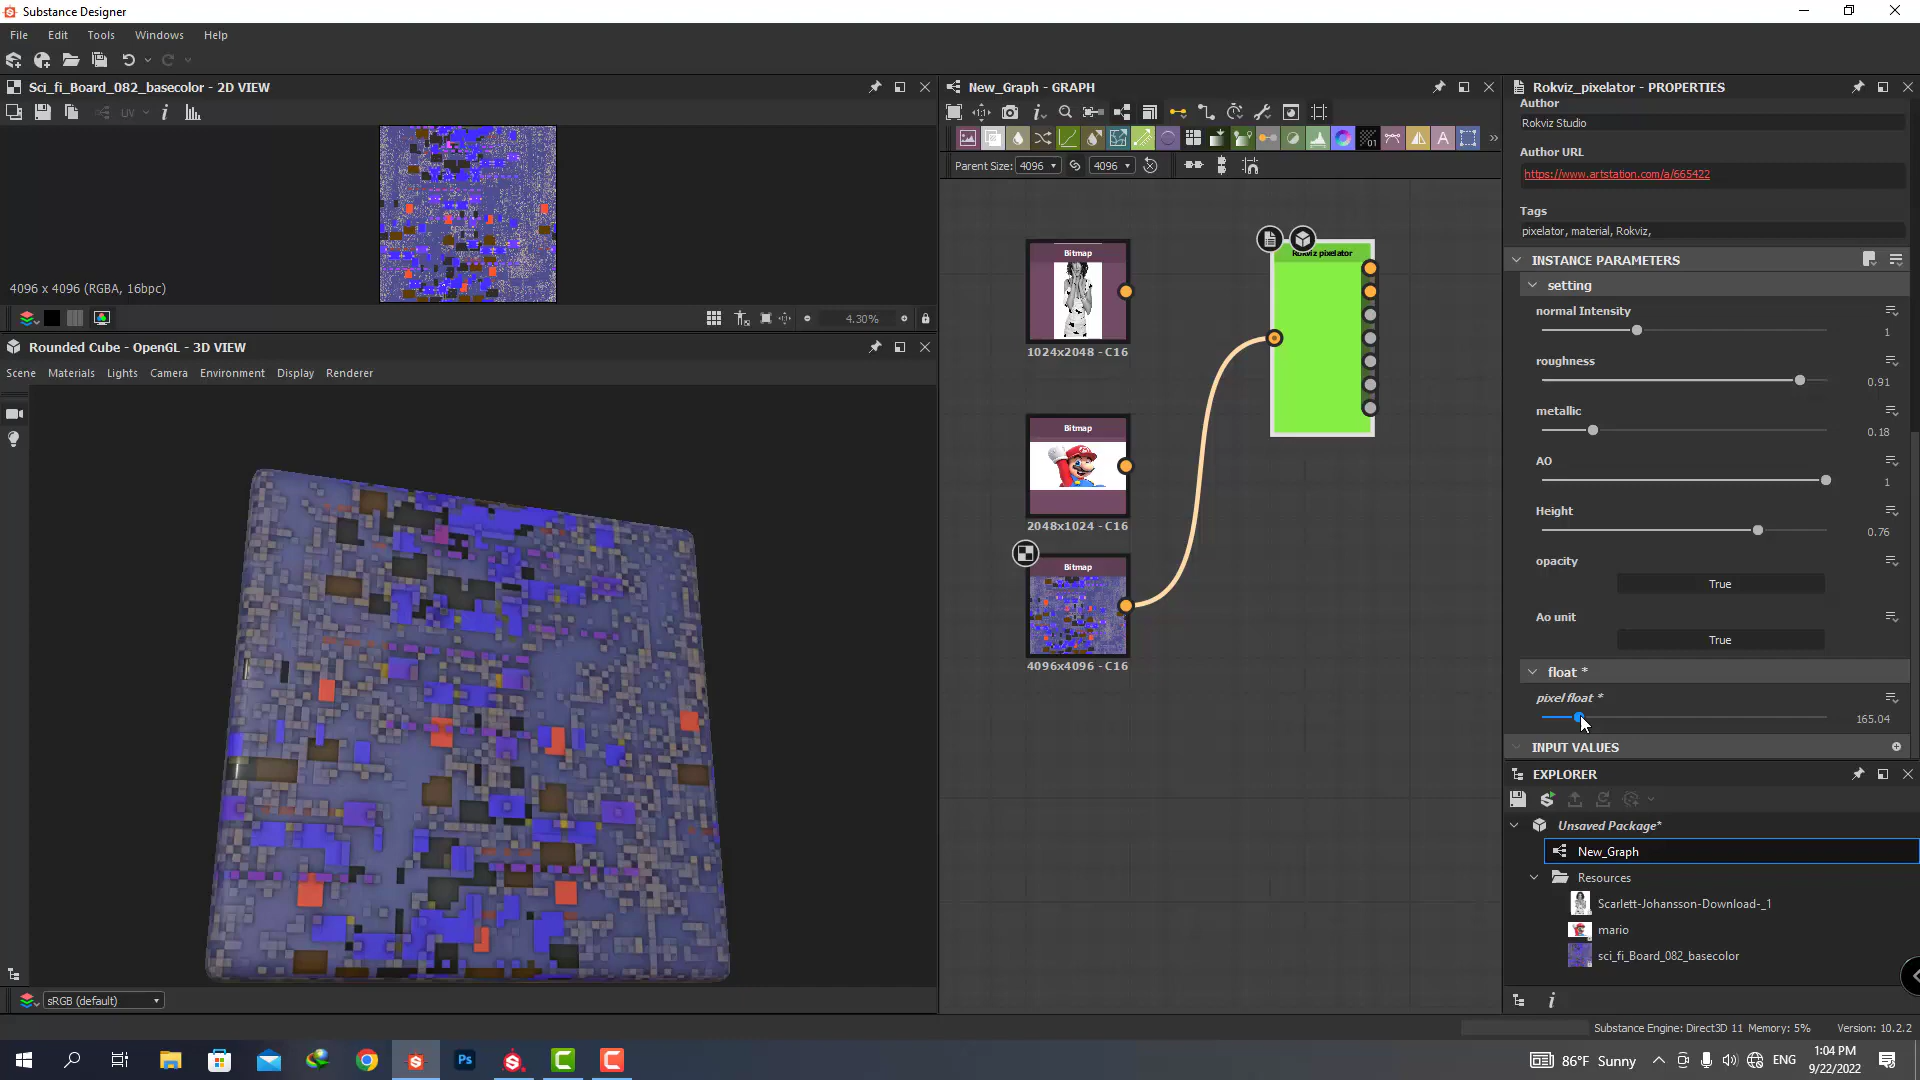 Substance Designer
File Edit Tools Windows Help
Sci_fi_Board_082_basecolor - 2D VIEW
UV
4096 x 4096 (RGBA, 16bpc)
4.30%
Rounded Cube - OpenGL - 3D VIEW
Scene Materials Lights Camera Environment Display Renderer
sRGB (default)
New_Graph - GRAPH
Parent Size: 4096 4096
Bitmap
1024x2048 - C16
Bitmap
2048x1024 - C16
Bitmap
4096x4096 - C16
Rokviz pixelator
Rokviz_pixelator - PROPERTIES
Author
Rokviz Studio
Author URL
https://www.artstation.com/a/665422
Tags
pixelator, material, Rokviz,
INSTANCE PARAMETERS
setting
normal Intensity
1
roughness
0.91
metallic
0.18
AO
1
Height
0.76
opacity
True
Ao unit
True
float *
pixel float *
165.04
INPUT VALUES
EXPLORER
Unsaved Package*
New_Graph
Resources
Scarlett-Johansson-Download-_1
mario
sci_fi_Board_082_basecolor
Substance Engine: Direct3D 11 Memory: 5% Version: 10.2.2
Ps
86°F Sunny
ENG
1:04 PM
9/22/2022